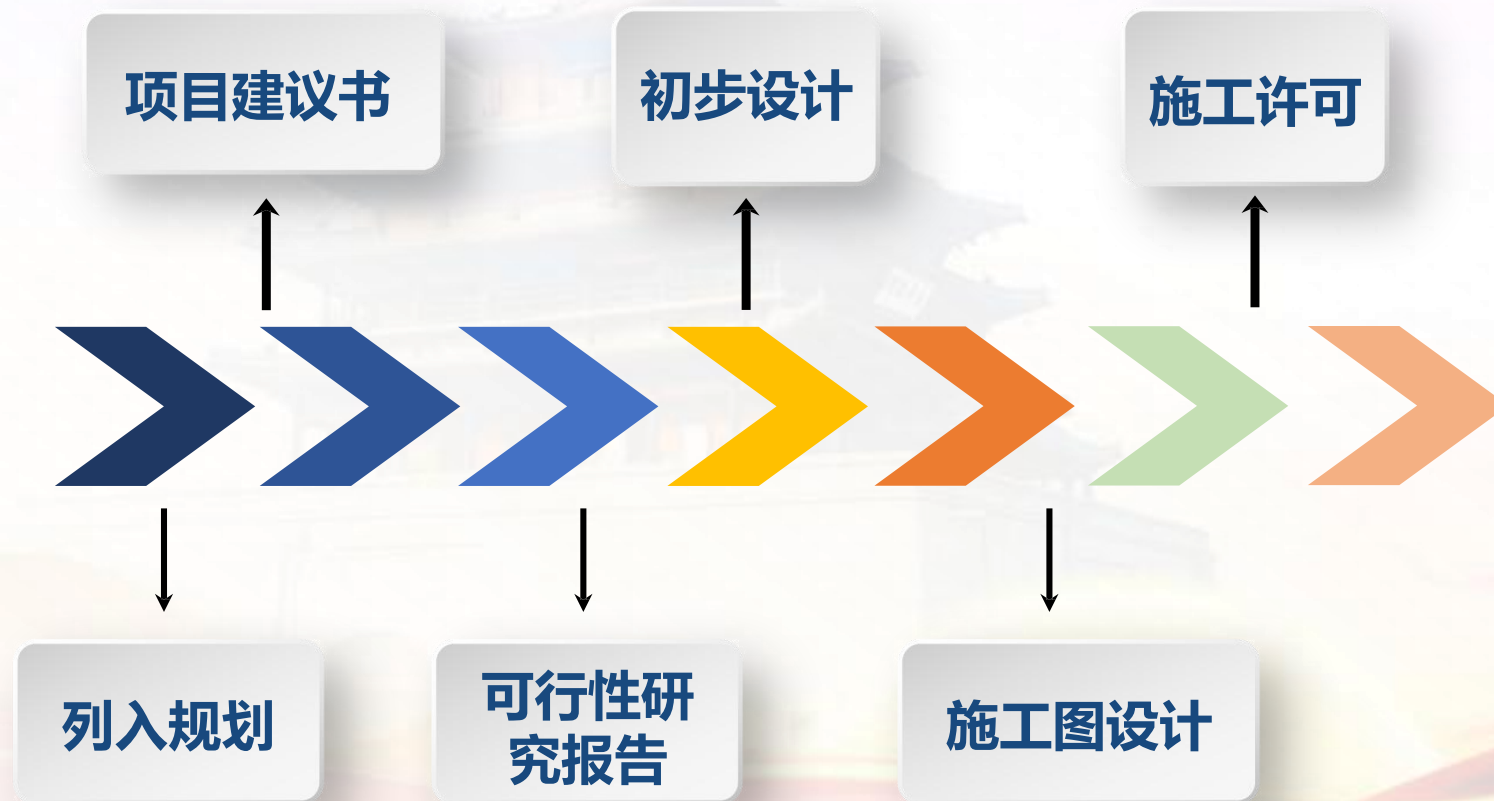 项目建议书
初步设计
施工许可
列入规划
可行性研
究报告
施工图设计